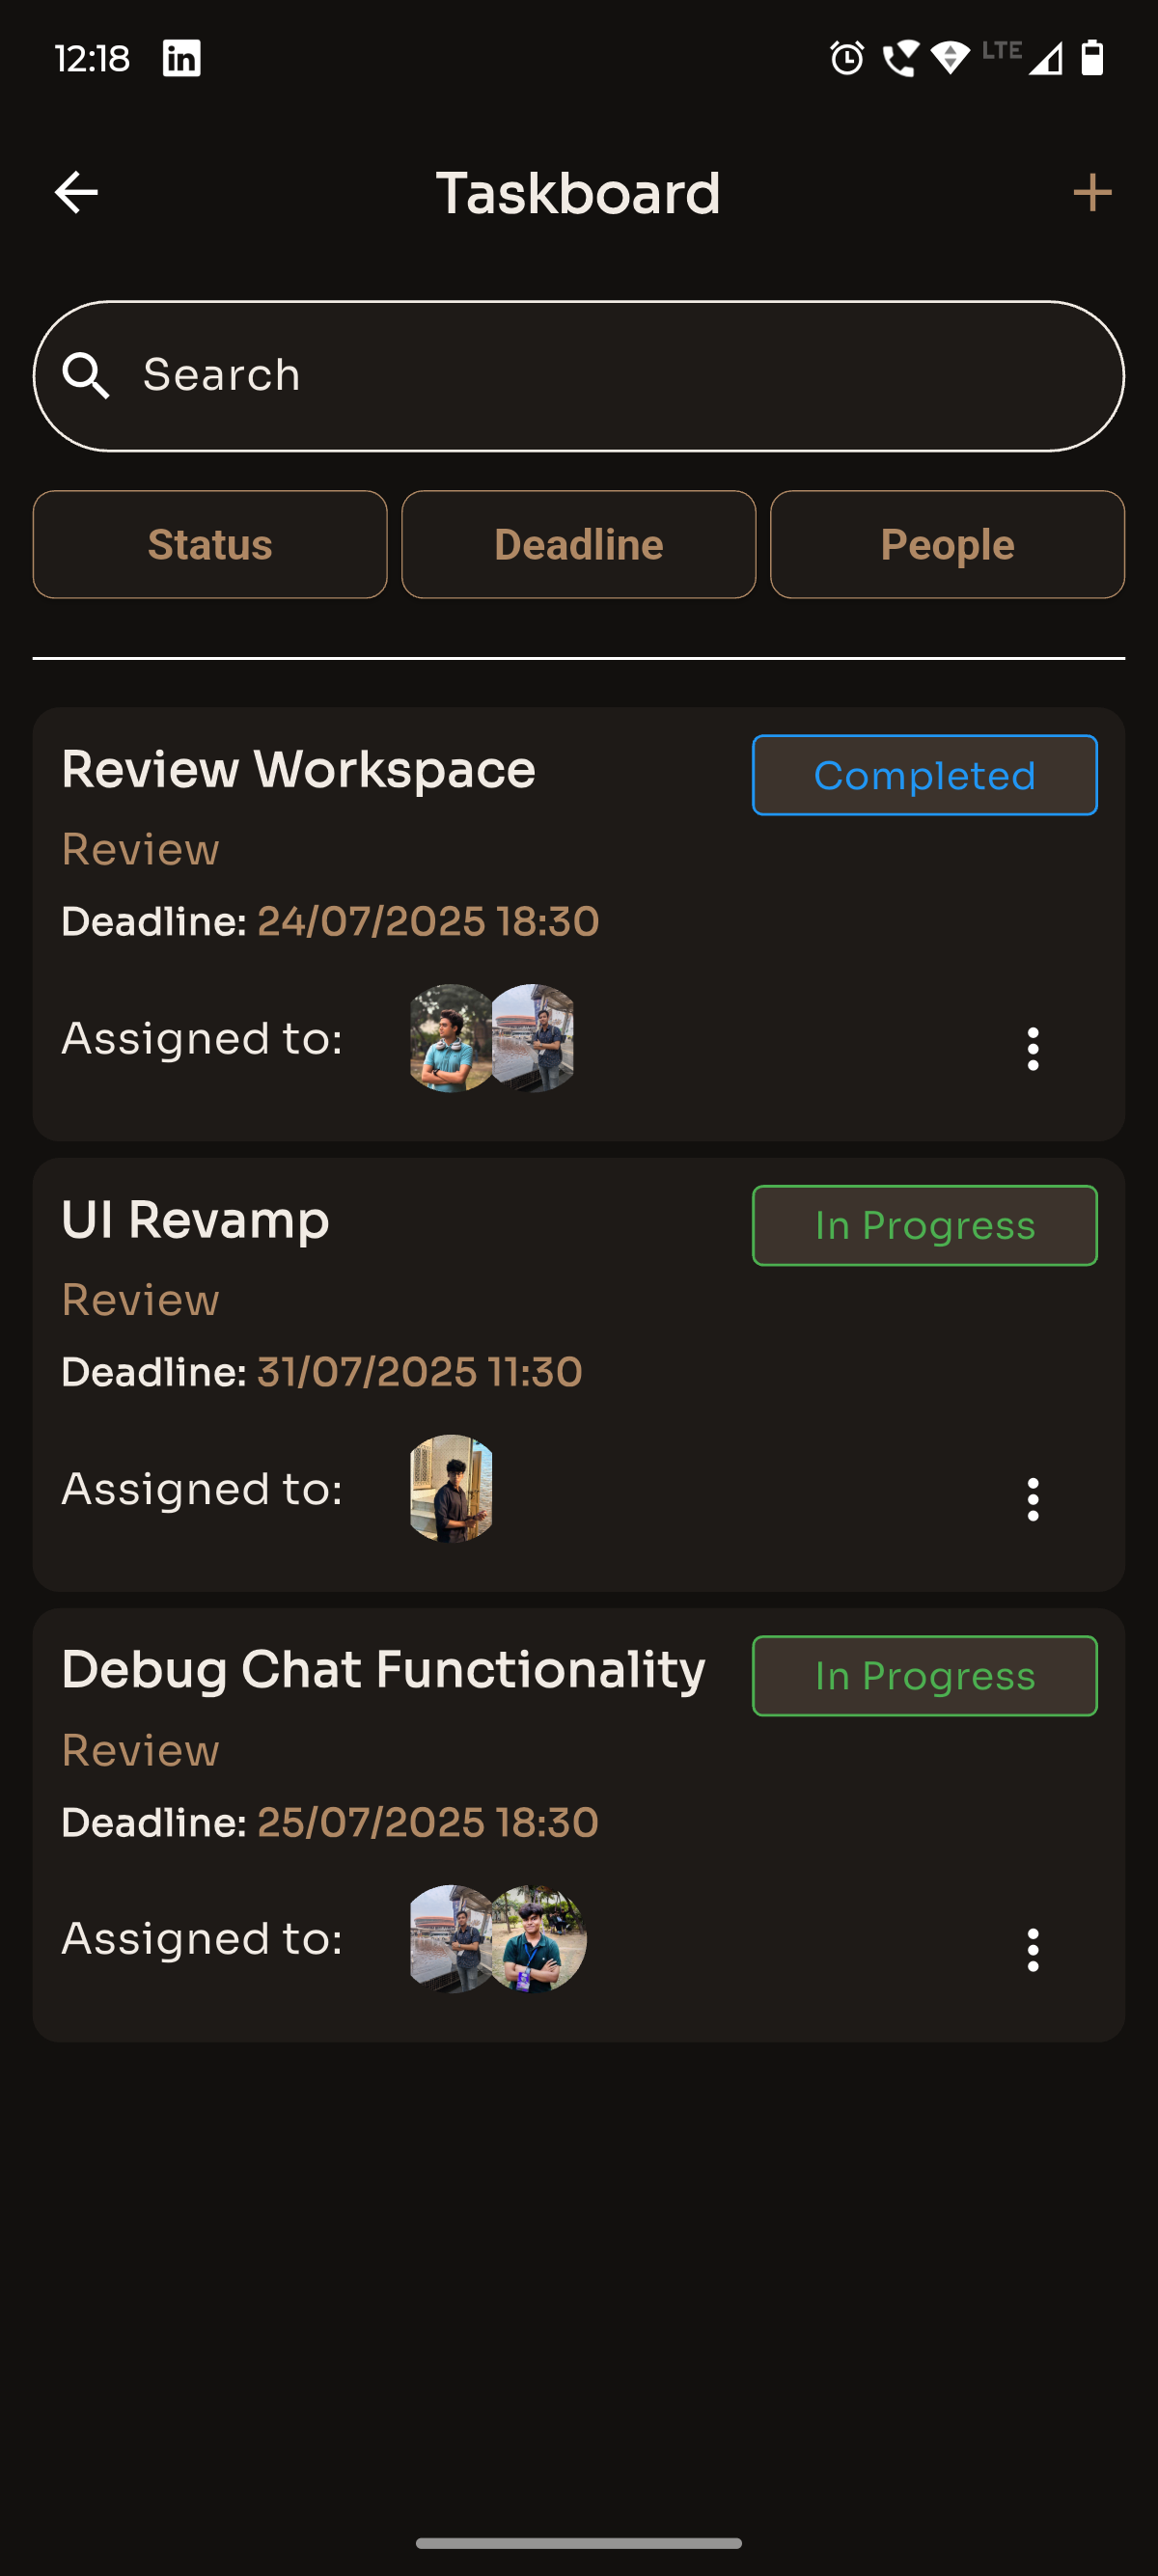 12:18 in LTE
Taskboard
Search
Status Deadline People
Review Workspace Completed
Review
Deadline: 24/07/2025 18:30
Assigned to:
UI Revamp In Progress
Review
Deadline: 31/07/2025 11:30
Assigned to:
Debug Chat Functionality In Progress
Review
Deadline: 25/07/2025 18:30
Assigned to: